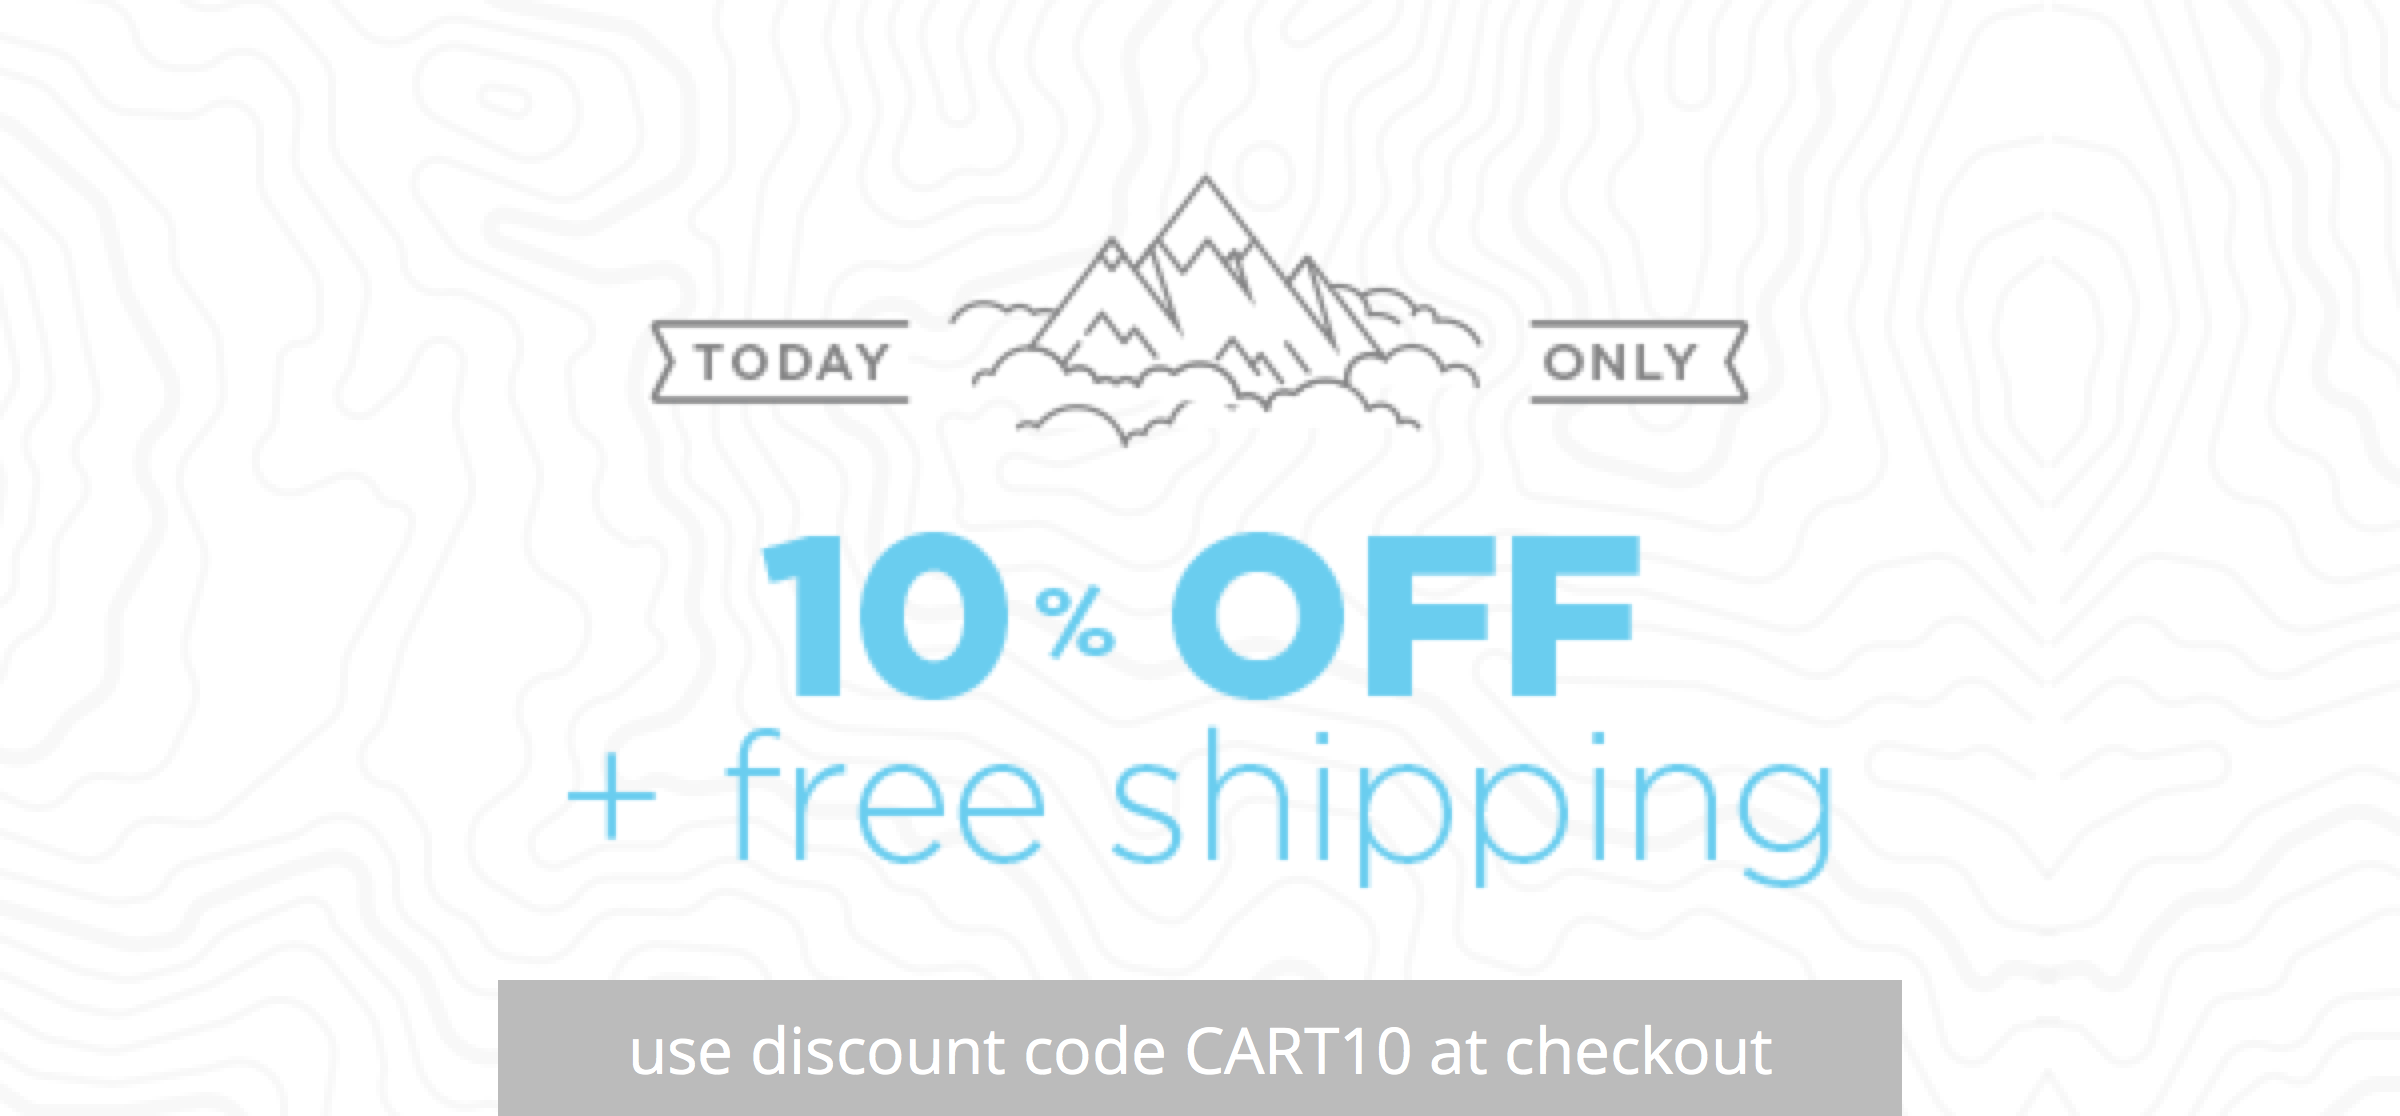 TODAY ONLY
10% OFF
+ free shipping
use discount code CART10 at checkout